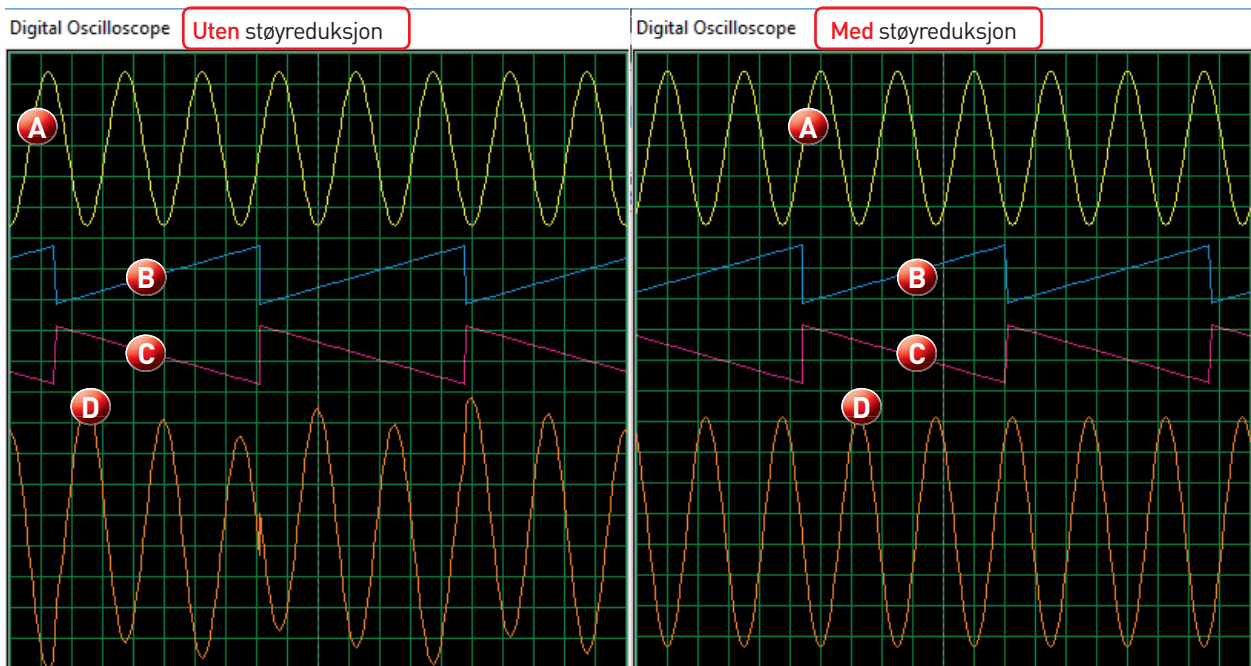 Digital Oscilloscope
Uten støyreduksjon
Digital Oscilloscope
Med støyreduksjon
A
A
B
B
C
C
D
D